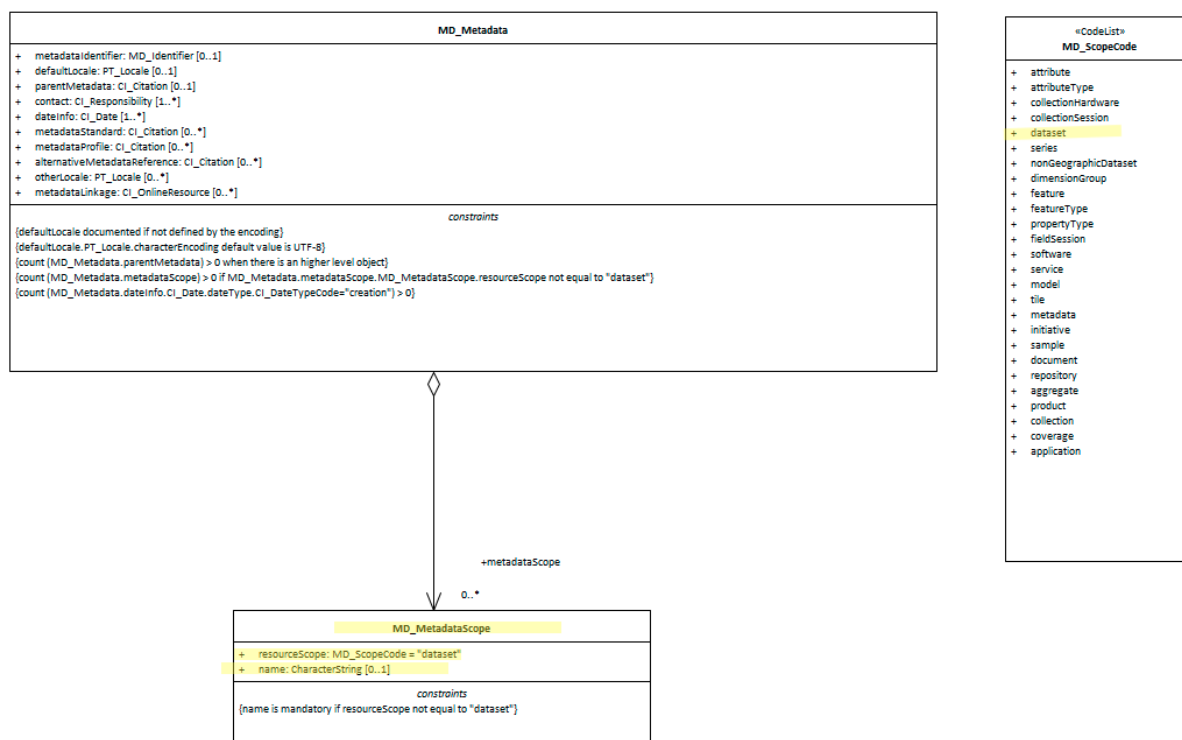 MD_Metadata
+ metadataIdentifier: MD_Identifier [0..1]
+ defaultLocale: PT_Locale [0..1]
+ parentMetadata: CI_Citation [0..1]
+ contact: CI_Responsibility [1..*]
+ dateInfo: CI_Date [1..*]
+ metadataStandard: CI_Citation [0..*]
+ metadataProfile: CI_Citation [0..*]
+ alternativeMetadataReference: CI_Citation [0..*]
+ otherLocale: PT_Locale [0..*]
+ metadataLinkage: CI_OnlineResource [0..*]
constraints
{defaultLocale documented if not defined by the encoding}
{defaultLocale.PT_Locale.characterEncoding default value is UTF-8}
{count (MD_Metadata.parentMetadata) > 0 when there is an higher level object}
{count (MD_Metadata.metadataScope) > 0 if MD_Metadata.metadataScope.MD_MetadataScope.resourceScope not equal to "dataset"}
{count (MD_Metadata.dateInfo.CI_Date.dateType.CI_DateTypeCode="creation") > 0}
+metadataScope
0..*
MD_MetadataScope
+ resourceScope: MD_ScopeCode = "dataset"
+ name: CharacterString [0..1]
constraints
{name is mandatory if resourceScope not equal to "dataset"}
«CodeList»
MD_ScopeCode
+ attribute
+ attributeType
+ collectionHardware
+ collectionSession
+ dataset
+ series
+ nonGeographicDataset
+ dimensionGroup
+ feature
+ featureType
+ propertyType
+ fieldSession
+ software
+ service
+ model
+ tile
+ metadata
+ initiative
+ sample
+ document
+ repository
+ aggregate
+ product
+ collection
+ coverage
+ application